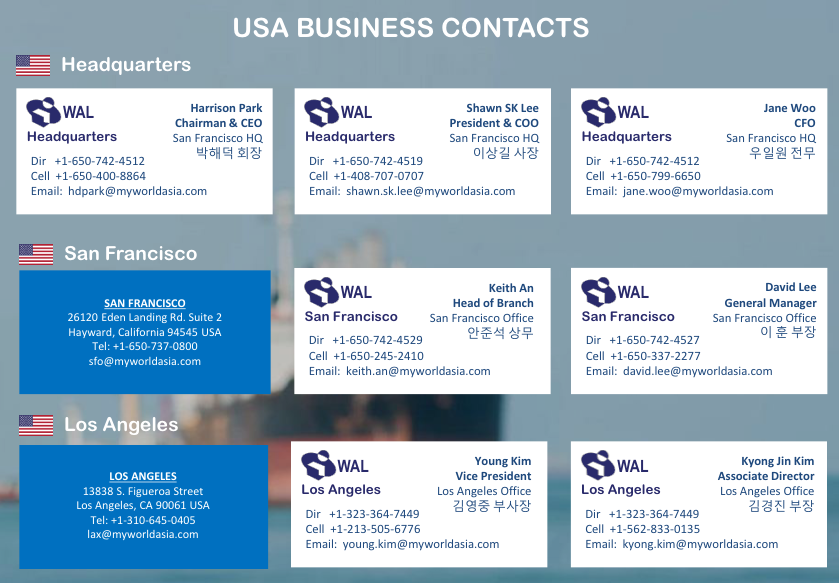 USA BUSINESS CONTACTS
Headquarters
WAL
Headquarters
Harrison Park
Chairman & CEO
San Francisco HQ
박해덕 회장
Dir +1-650-742-4512
Cell +1-650-400-8864
Email: hdpark@myworldasia.com
WAL
Headquarters
Shawn SK Lee
President & COO
San Francisco HQ
이상길 사장
Dir +1-650-742-4519
Cell +1-408-707-0707
Email: shawn.sk.lee@myworldasia.com
WAL
Headquarters
Jane Woo
CFO
San Francisco HQ
우일원 전무
Dir +1-650-742-4512
Cell +1-650-799-6650
Email: jane.woo@myworldasia.com
San Francisco
SAN FRANCISCO
26120 Eden Landing Rd. Suite 2
Hayward, California 94545 USA
Tel: +1-650-737-0800
sfo@myworldasia.com
WAL
San Francisco
Keith An
Head of Branch
San Francisco Office
안준석 상무
Dir +1-650-742-4529
Cell +1-650-245-2410
Email: keith.an@myworldasia.com
WAL
San Francisco
David Lee
General Manager
San Francisco Office
이 훈 부장
Dir +1-650-742-4527
Cell +1-650-337-2277
Email: david.lee@myworldasia.com
Los Angeles
LOS ANGELES
13838 S. Figueroa Street
Los Angeles, CA 90061 USA
Tel: +1-310-645-0405
lax@myworldasia.com
WAL
Los Angeles
Young Kim
Vice President
Los Angeles Office
김영중 부사장
Dir +1-323-364-7449
Cell +1-213-505-6776
Email: young.kim@myworldasia.com
WAL
Los Angeles
Kyong Jin Kim
Associate Director
Los Angeles Office
김경진 부장
Dir +1-323-364-7449
Cell +1-562-833-0135
Email: kyong.kim@myworldasia.com